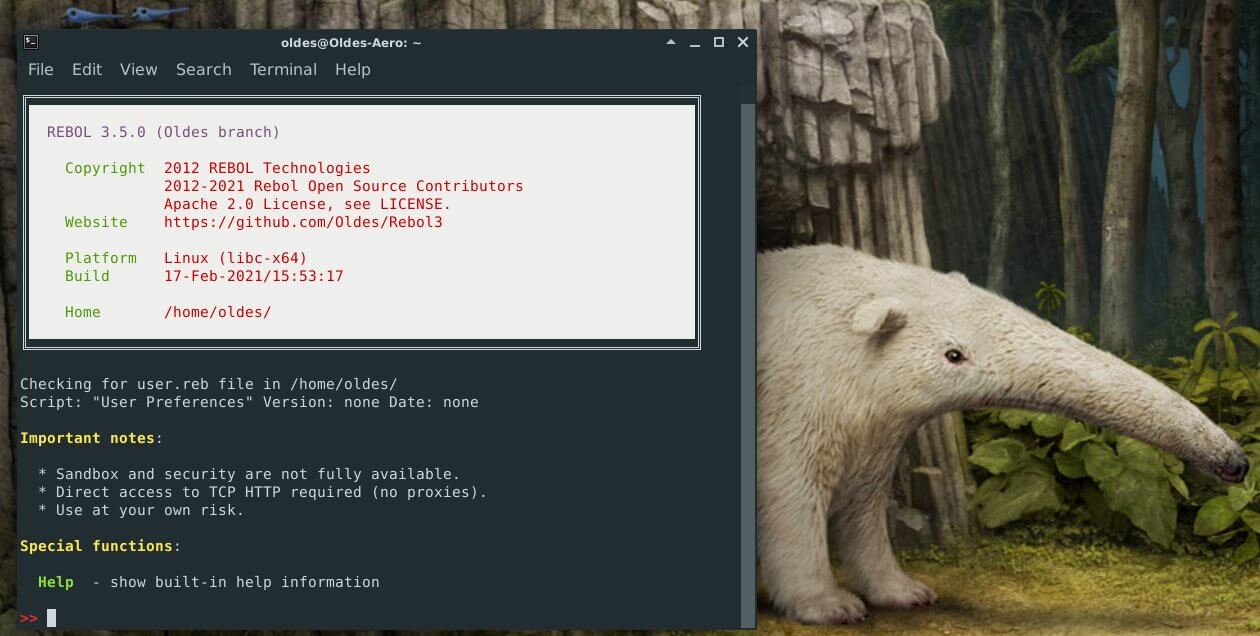 oldes@Oldes-Aero: ~
File Edit View Search Terminal Help
REBOL 3.5.0 (Oldes branch)
Copyright 2012 REBOL Technologies
2012-2021 Rebol Open Source Contributors
Apache 2.0 License, see LICENSE.
Website https://github.com/Oldes/Rebol3
Platform Linux (libc-x64)
Build 17-Feb-2021/15:53:17
Home /home/oldes/
Checking for user.reb file in /home/oldes/
Script: "User Preferences" Version: none Date: none
Important notes:
* Sandbox and security are not fully available.
* Direct access to TCP HTTP required (no proxies).
* Use at your own risk.
Special functions:
Help - show built-in help information
>>